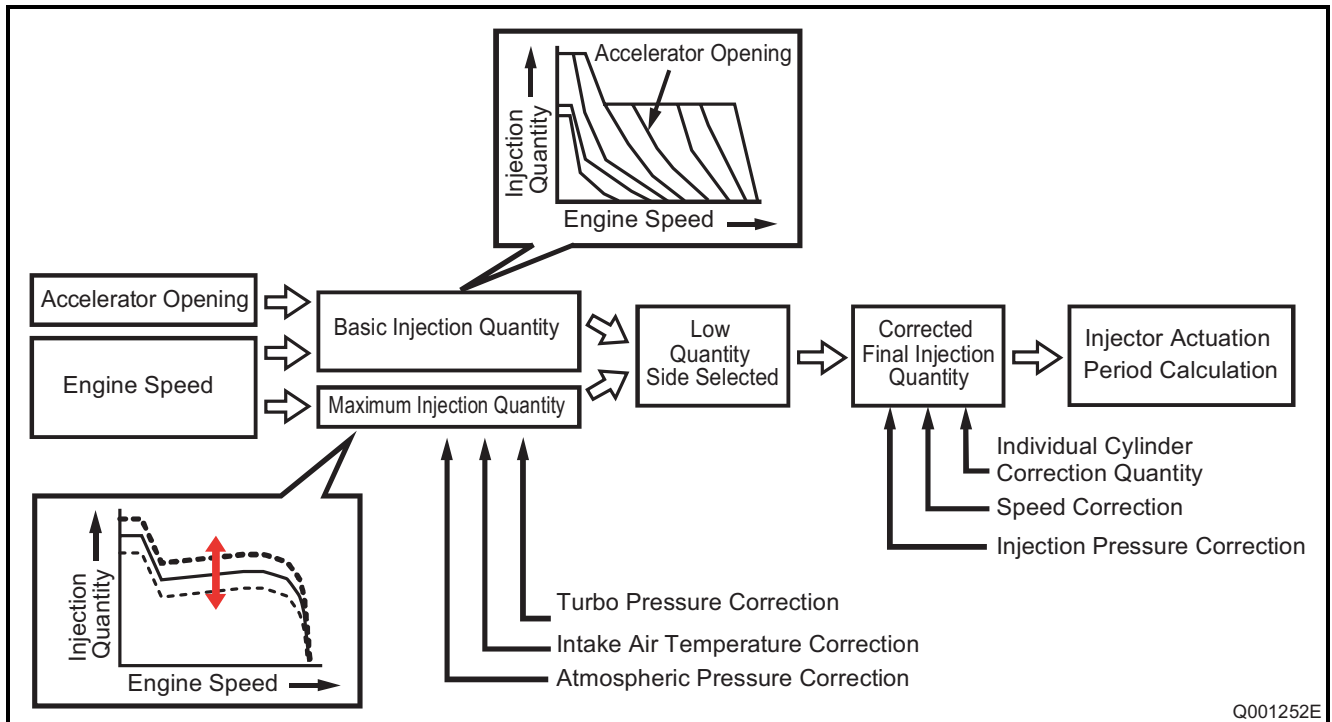 Injection
Quantity
Accelerator Opening
Engine Speed
Accelerator Opening
Engine Speed
Basic Injection Quantity
Maximum Injection Quantity
Low
Quantity
Side Selected
Corrected
Final Injection
Quantity
Injector Actuation
Period Calculation
Individual Cylinder
Correction Quantity
Speed Correction
Injection Pressure Correction
Injection
Quantity
Engine Speed
Turbo Pressure Correction
Intake Air Temperature Correction
Atmospheric Pressure Correction
Q001252E